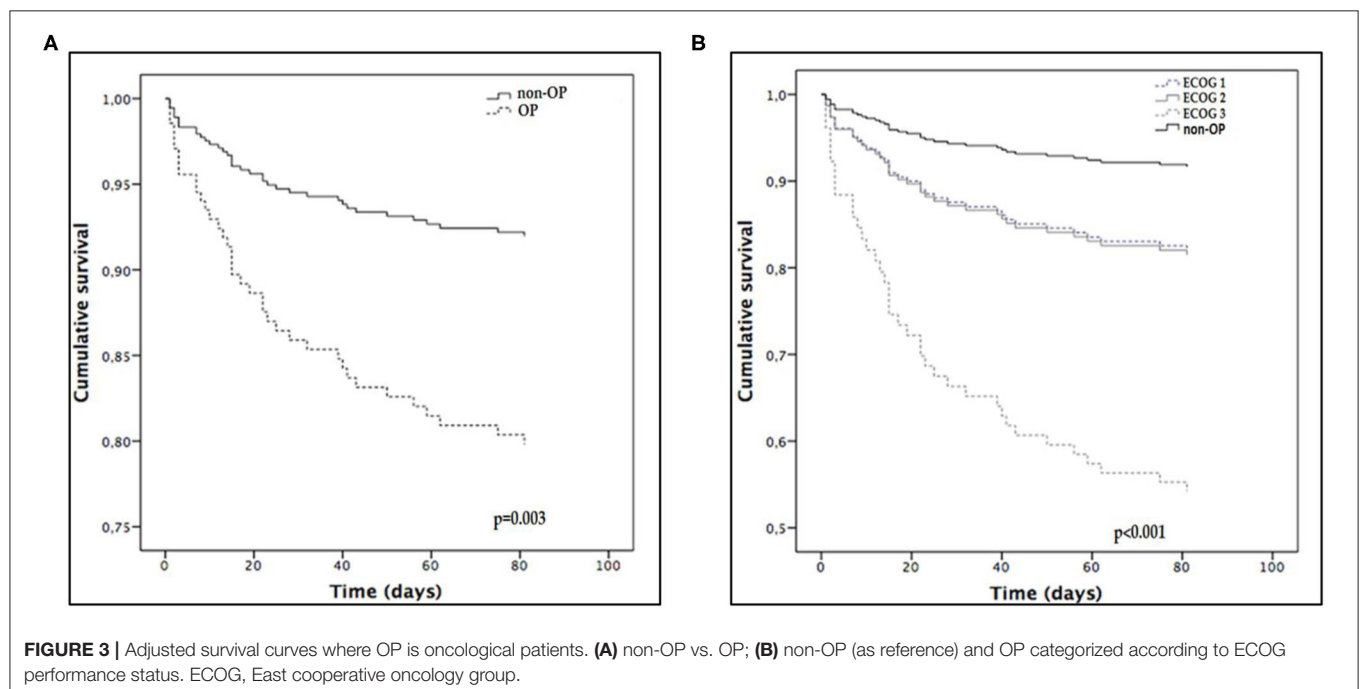 A
non-OP
OP
1,00
0,95
0,90
0,85
0,80
0,75
Cumulative survival
p=0.003
0 20 40 60 80 100
Time (days)
B
ECOG 1
ECOG 2
ECOG 3
non-OP
1,0
0,9
0,8
0,7
0,6
0,5
Cumulative survival
p<0.001
0 20 40 60 80 100
Time (days)
FIGURE 3 | Adjusted survival curves where OP is oncological patients. (A) non-OP vs. OP; (B) non-OP (as reference) and OP categorized according to ECOG
performance status. ECOG, East cooperative oncology group.